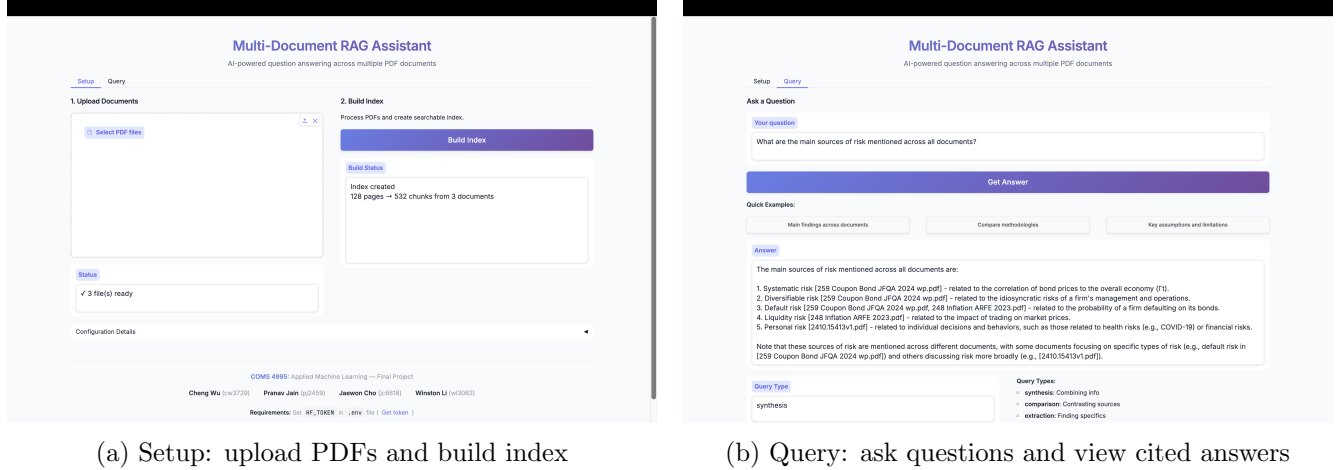 Multi-Document RAG Assistant
AI-powered question answering across multiple PDF documents
Setup Query
1. Upload Documents
Select PDF files
Status
✓ 3 file(s) ready
2. Build Index
Process PDFs and create searchable index.
Build Index
Build Status
Index created
128 pages → 532 chunks from 3 documents
Configuration Details
COMS 4995: Applied Machine Learning — Final Project
Cheng Wu (cw3729) Pranav Jain (pj2459) Jaewon Cho (jc6618) Winston Li (wl3062)
Requirements: Set HF_TOKEN in .env file ( Get token )
(a) Setup: upload PDFs and build index
Multi-Document RAG Assistant
AI-powered question answering across multiple PDF documents
Setup Query
Ask a Question
Your question
What are the main sources of risk mentioned across all documents?
Get Answer
Quick Examples:
Main findings across documents
Compare methodologies
Key assumptions and limitations
Answer
The main sources of risk mentioned across all documents are:
1. Systematic risk [259 Coupon Bond JFQA 2024 wp.pdf] - related to the correlation of bond prices to the overall economy (Γt).
2. Diversifiable risk [259 Coupon Bond JFQA 2024 wp.pdf] - related to the idiosyncratic risks of a firm's management and operations.
3. Default risk [259 Coupon Bond JFQA 2024 wp.pdf, 248 Inflation ARFE 2023.pdf] - related to the probability of a firm defaulting on its bonds.
4. Liquidity risk [248 Inflation ARFE 2023.pdf] - related to the impact of trading on market prices.
5. Personal risk [2410.15413v1.pdf] - related to individual decisions and behaviors, such as those related to health risks (e.g., COVID-19) or financial risks.
Note that these sources of risk are mentioned across different documents, with some documents focusing on specific types of risk (e.g., default risk in
[259 Coupon Bond JFQA 2024 wp.pdf]) and others discussing risk more broadly (e.g., [2410.15413v1.pdf]).
Query Type
synthesis
Query Types:
synthesis: Combining info
comparison: Contrasting sources
extraction: Finding specifics
(b) Query: ask questions and view cited answers